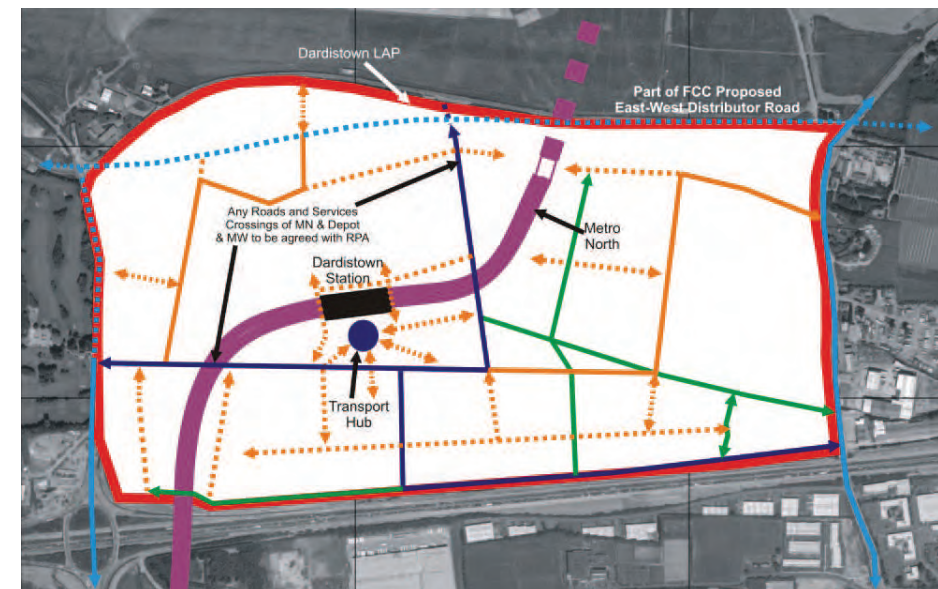 Dardistown LAP
Part of FCC Proposed
East-West Distributor Road
Any Roads and Services
Crossings of MN & Depot
& MW to be agreed with RPA
Metro
North
Dardistown
Station
Transport
Hub